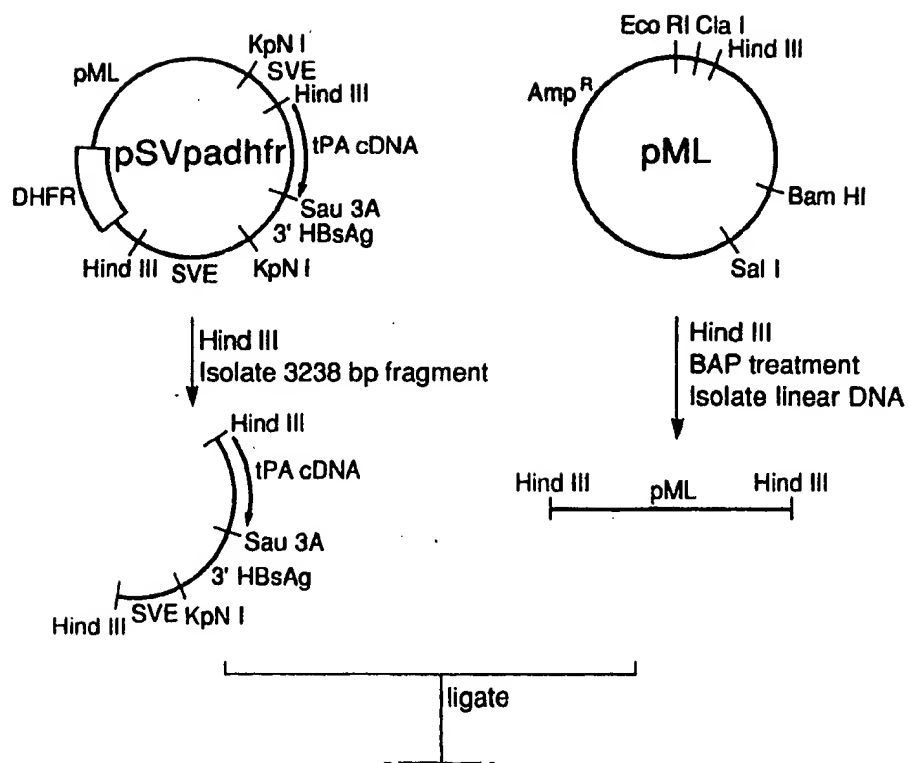 KpN I
SVE
Hind III
pML
pSVpadhfr
tPA cDNA
DHFR
Sau 3A
3' HBsAg
Hind III
SVE
KpN I
Eco RI Cla I
Hind III
Amp R
pML
Bam HI
Sal I
Hind III
Isolate 3238 bp fragment
Hind III
BAP treatment
Isolate linear DNA
Hind III
tPA cDNA
Sau 3A
3' HBsAg
Hind III SVE KpN I
Hind III pML Hind III
ligate